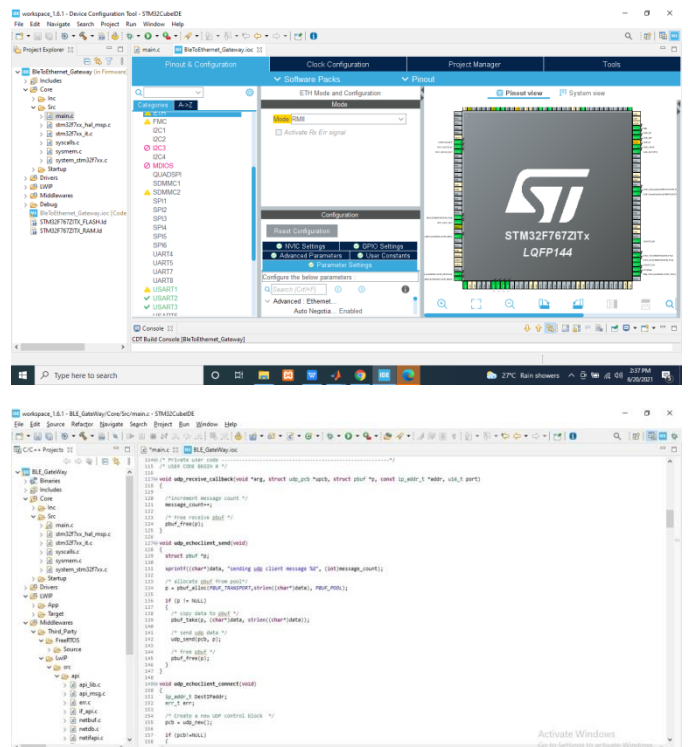 workspace_1.6.1 - Device Configuration Tool - STM32CubeIDE
File Edit Navigate Search Project Run Window Help
Project Explorer
main.c
BleToEthernet_Gateway.ioc
BleToEthernet_Gateway (in Firmware)
Includes
Core
Inc
Src
main.c
stm32f7xx_hal_msp.c
stm32f7xx_it.c
syscalls.c
sysmem.c
system_stm32f7xx.c
Startup
Drivers
LWIP
Middlewares
Debug
BleToEthernet_Gateway.ioc [Code
STM32F767ZITX_FLASH.ld
STM32F767ZITX_RAM.ld
Pinout & Configuration
Clock Configuration
Project Manager
Tools
Software Packs
Pinout
Categories A->Z
ETH
FMC
I2C1
I2C2
I2C3
I2C4
MDIOS
QUADSPI
SDMMC1
SDMMC2
SPI1
SPI2
SPI3
SPI4
SPI5
SPI6
UART4
UART5
UART7
UART8
USART1
USART2
USART3
USART6
ETH Mode and Configuration
Mode
Mode RMII
Activate Rx Err signal
Configuration
Reset Configuration
NVIC Settings
GPIO Settings
Advanced Parameters
User Constants
Parameter Settings
Configure the below parameters :
Search (Ctrl+F)
Advanced : Ethernet...
Auto Negotia... Enabled
Pinout view
System view
STM32F767ZITx
LQFP144
Console
CDT Build Console [BleToEthernet_Gateway]
Type here to search
27°C Rain showers
2:37 PM
6/20/2021
workspace_1.6.1 - BLE_GateWay/Core/Src/main.c - STM32CubeIDE
File Edit Source Refactor Navigate Search Project Run Window Help
C/C++ Projects
*main.c
BLE_GateWay.ioc
BLE_GateWay
Binaries
Includes
Core
Inc
Src
main.c
stm32f7xx_hal_msp.c
stm32f7xx_it.c
syscalls.c
sysmem.c
system_stm32f7xx.c
Startup
Drivers
LWIP
App
Target
Middlewares
Third_Party
FreeRTOS
Source
LwIP
src
api
api_lib.c
api_msg.c
err.c
if_api.c
netbuf.c
netdb.c
netifapi.c
/* Private user code ---*/
/* USER CODE BEGIN 0 */
void udp_receive_callback(void *arg, struct udp_pcb *upcb, struct pbuf *p, const ip_addr_t *addr, u16_t port)
{
/*increment message count */
message_count++;
/* Free receive pbuf */
pbuf_free(p);
}
void udp_echoclient_send(void)
{
struct pbuf *p;
sprintf((char*)data, "sending udp client message %d", (int)message_count);
/* allocate pbuf from pool*/
p = pbuf_alloc(PBUF_TRANSPORT,strlen((char*)data), PBUF_POOL);
if (p != NULL)
{
/* copy data to pbuf */
pbuf_take(p, (char*)data, strlen((char*)data));
/* send udp data */
udp_send(pcb, p);
/* free pbuf */
pbuf_free(p);
}
}
void udp_echoclient_connect(void)
{
ip_addr_t DestIPaddr;
err_t err;
/* Create a new UDP control block */
pcb = udp_new();
if (pcb!=NULL)
{
Activate Windows
Go to Settings to activate Windows.